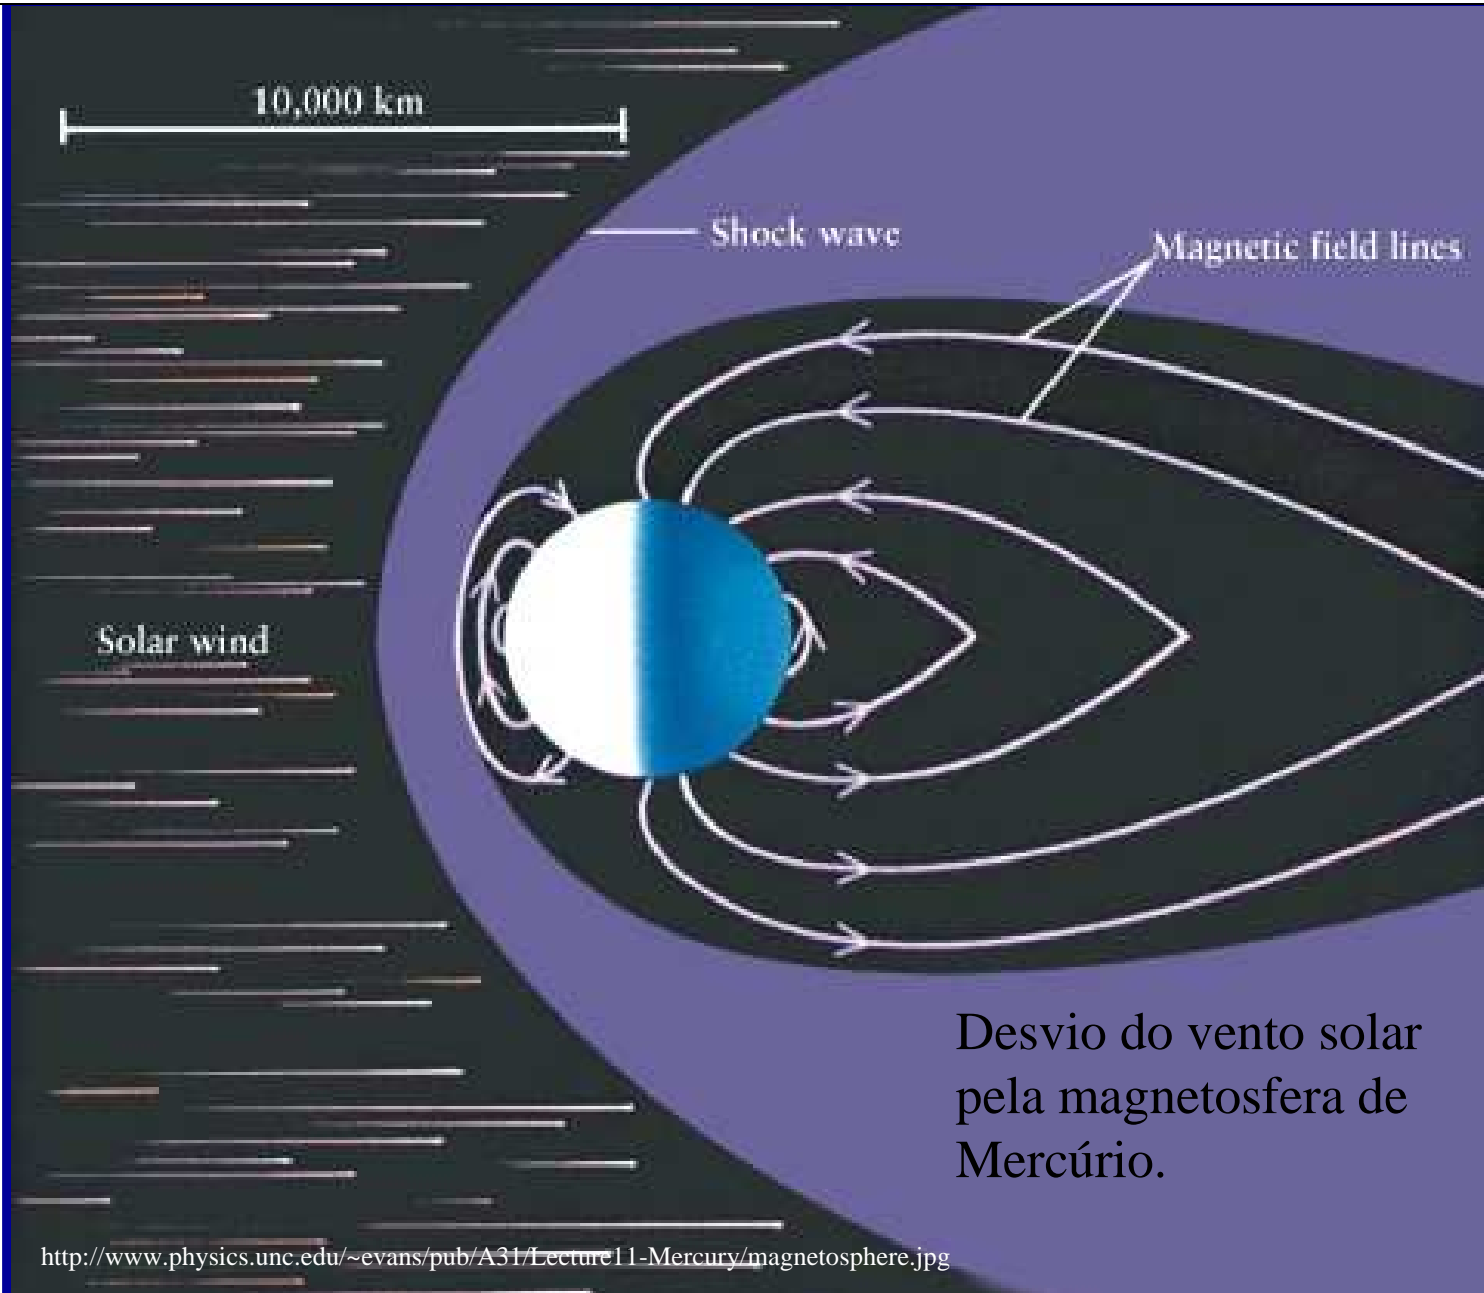 10,000 km
Shock wave
Magnetic field lines
Solar wind
Desvio do vento solar
pela magnetosfera de
Mercúrio.
http://www.physics.unc.edu/~evans/pub/A31/Lecture11-Mercury/magnetosphere.jpg